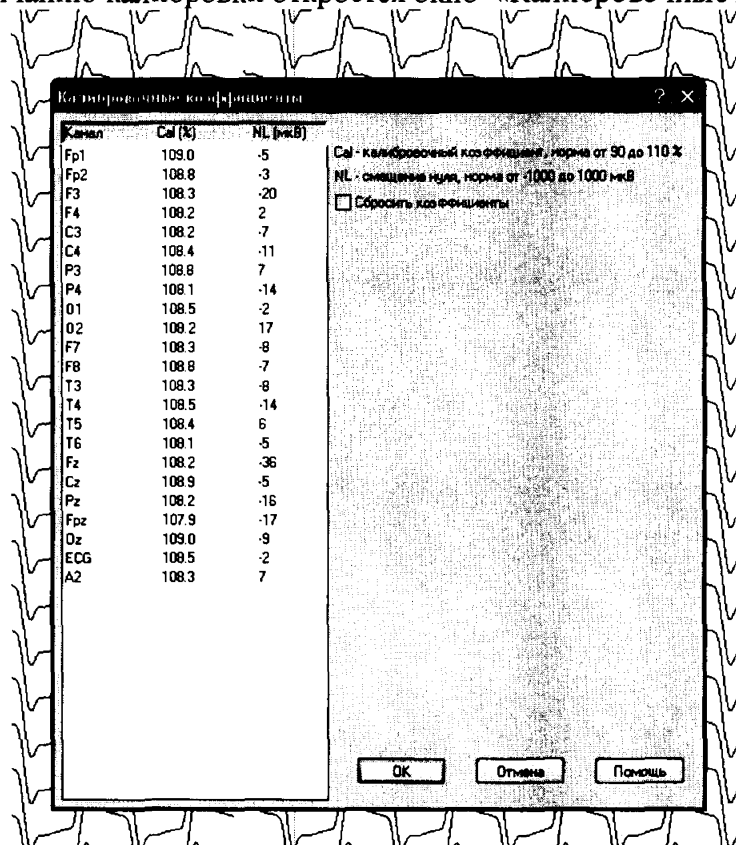 калибровки откроется окно «Калибровочные
Калибровочные коэффициенты ? ×
Канал Cal (%) NL (мкВ)
Fp1 109.0 -5
Fp2 108.8 -3
F3 108.3 -20
F4 108.2 2
C3 108.2 -7
C4 108.4 -11
P3 108.8 7
P4 108.1 -14
O1 108.5 -2
O2 108.2 17
F7 108.3 -8
F8 108.8 -7
T3 108.3 -8
T4 108.5 -14
T5 108.4 6
T6 108.1 -5
Fz 108.2 -36
Cz 108.9 -5
Pz 108.2 -16
Fpz 107.9 -17
Oz 109.0 -9
ECG 108.5 -2
A2 108.3 7
Cal - калибровочный коэффициент, норма от 90 до 110 %
NL - смещение нуля, норма от -1000 до 1000 мкВ
Сбросить коэффициенты
OK Отмена Помощь